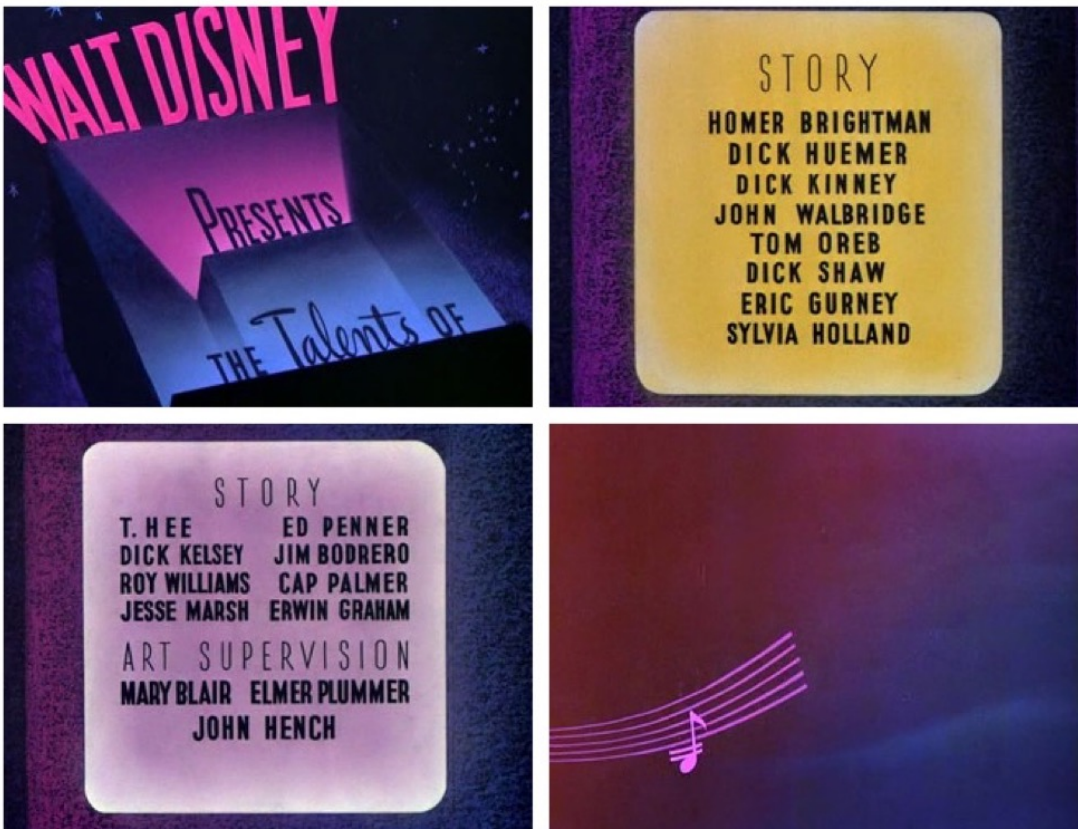 WALT DISNEY
PRESENTS
THE Talents OF
STORY
HOMER BRIGHTMAN
DICK HUEMER
DICK KINNEY
JOHN WALBRIDGE
TOM OREB
DICK SHAW
ERIC GURNEY
SYLVIA HOLLAND
STORY
T. HEE ED PENNER
DICK KELSEY JIM BODRERO
ROY WILLIAMS CAP PALMER
JESSE MARSH ERWIN GRAHAM
ART SUPERVISION
MARY BLAIR ELMER PLUMMER
JOHN HENCH